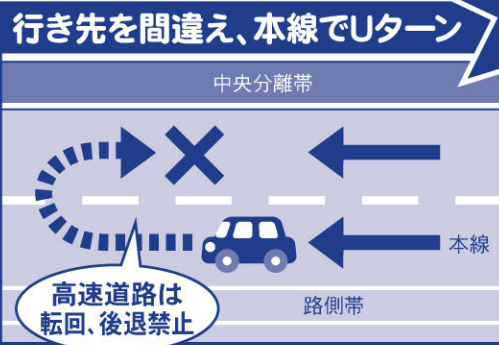 行き先を間違え、本線でUターン
中央分離帯
本線
高速道路は
転回、後退禁止
路側帯